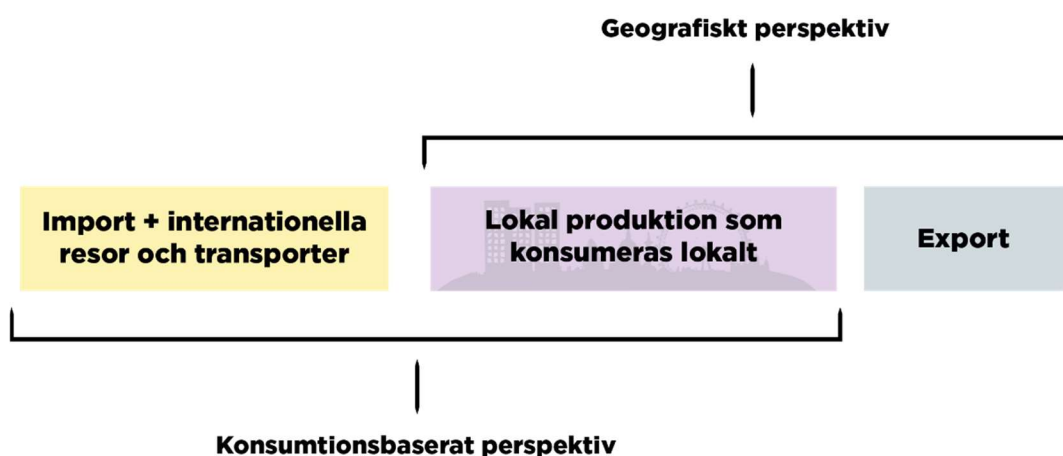 Geografiskt perspektiv
Import + internationella
resor och transporter
Lokal produktion som
konsumeras lokalt
Export
Konsumtionsbaserat perspektiv